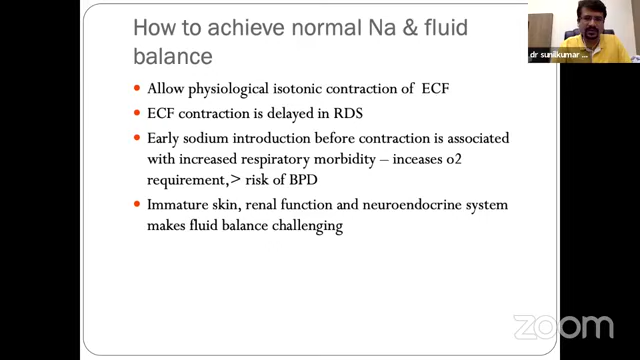 How to achieve normal Na & fluid
balance
• Allow physiological isotonic contraction of ECF
• ECF contraction is delayed in RDS
• Early sodium introduction before contraction is associated
with increased respiratory morbidity – inceases o2
requirement,> risk of BPD
• Immature skin, renal function and neuroendocrine system
makes fluid balance challenging
dr sunilkumar ...
zoom